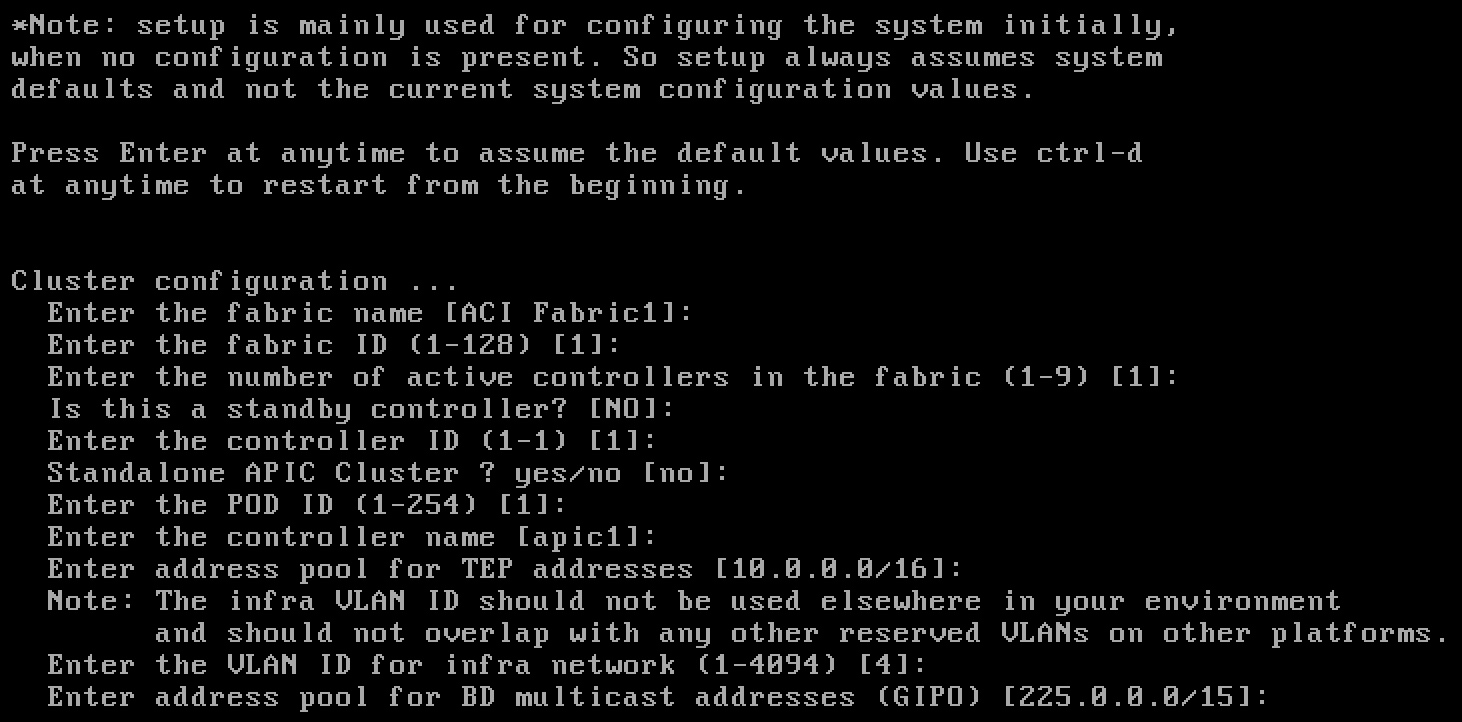 *Note: setup is mainly used for configuring the system initially,
when no configuration is present. So setup always assumes system
defaults and not the current system configuration values.
Press Enter at anytime to assume the default values. Use ctrl-d
at anytime to restart from the beginning.
Cluster configuration ...
Enter the fabric name [ACI Fabric1]:
Enter the fabric ID (1-128) [1]:
Enter the number of active controllers in the fabric (1-9) [1]:
Is this a standby controller? [NO]:
Enter the controller ID (1-1) [1]:
Standalone APIC Cluster ? yes/no [no]:
Enter the POD ID (1-254) [1]:
Enter the controller name [apic1]:
Enter address pool for TEP addresses [10.0.0.0/16]:
Note: The infra VLAN ID should not be used elsewhere in your environment
and should not overlap with any other reserved VLANs on other platforms.
Enter the VLAN ID for infra network (1-4094) [4]:
Enter address pool for BD multicast addresses (GIPO) [225.0.0.0/15]: